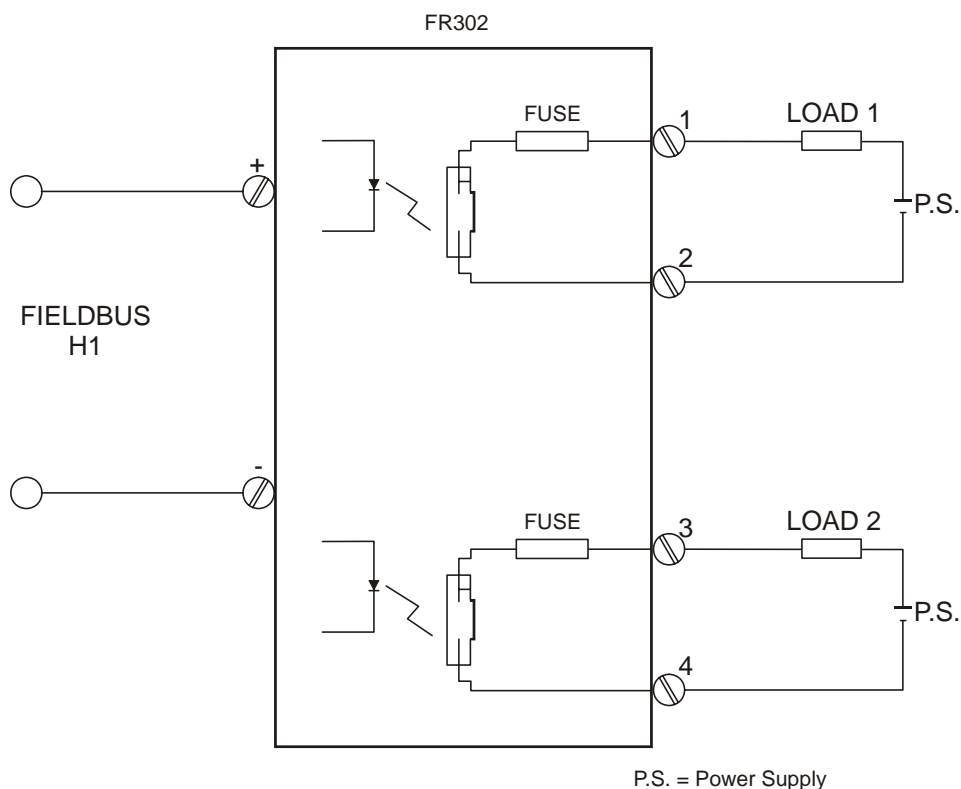 FR302
FUSE
1
LOAD 1
+
P.S.
2
FIELDBUS
H1
-
FUSE
3
LOAD 2
P.S.
4
P.S. = Power Supply